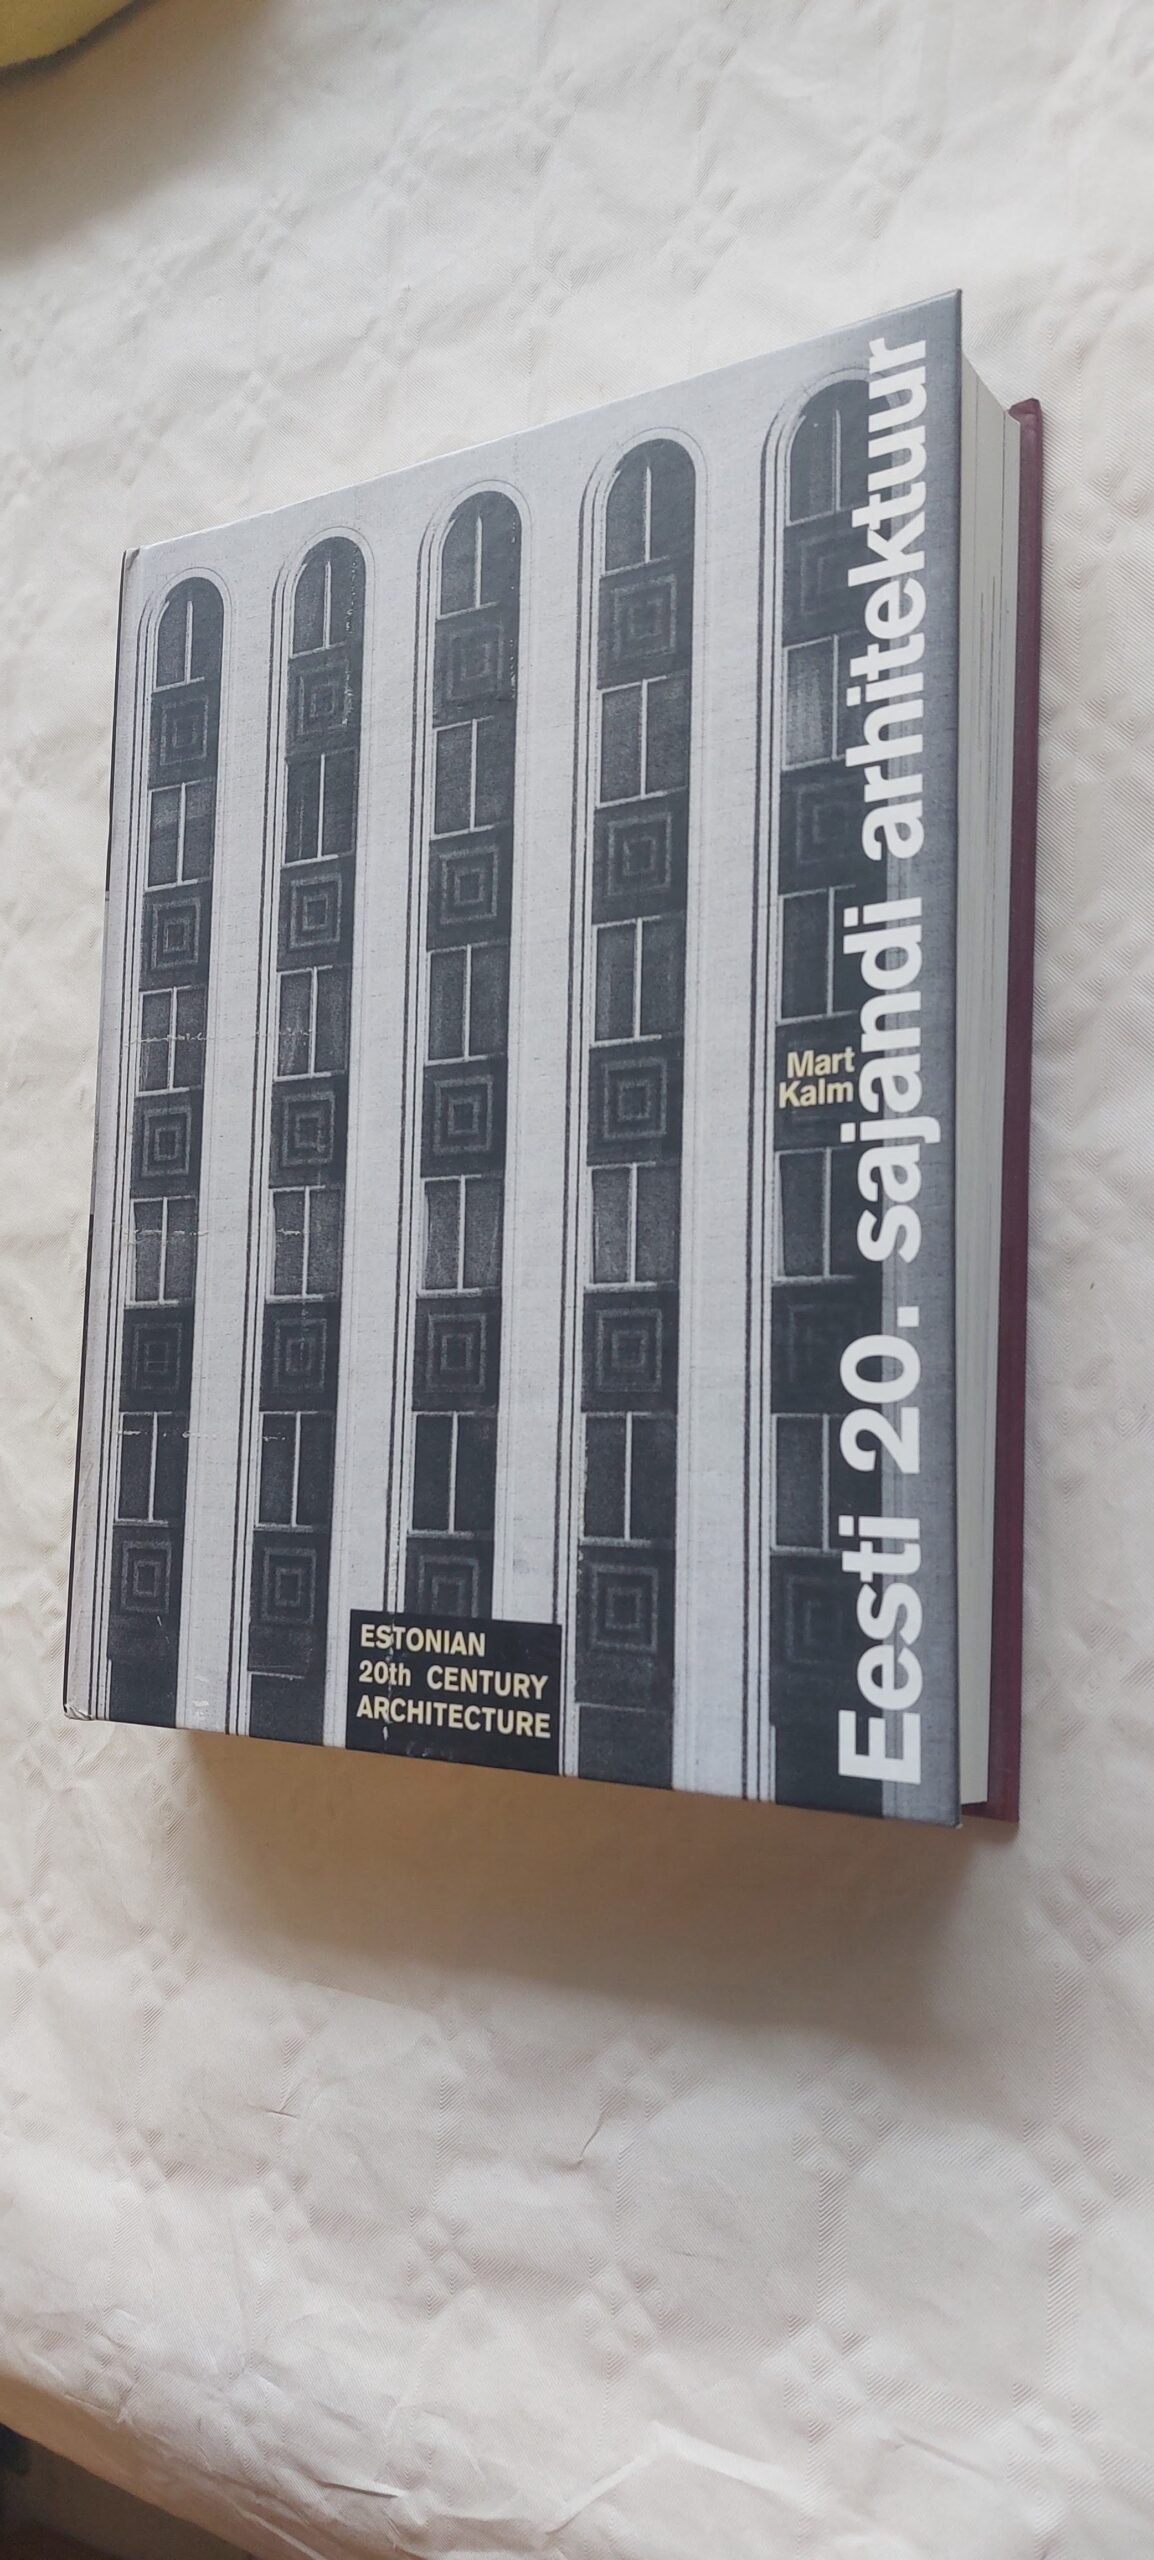 Eesti 20. sajandi arhitektuur
Mart
Kalm
ESTONIAN
20th CENTURY
ARCHITECTURE